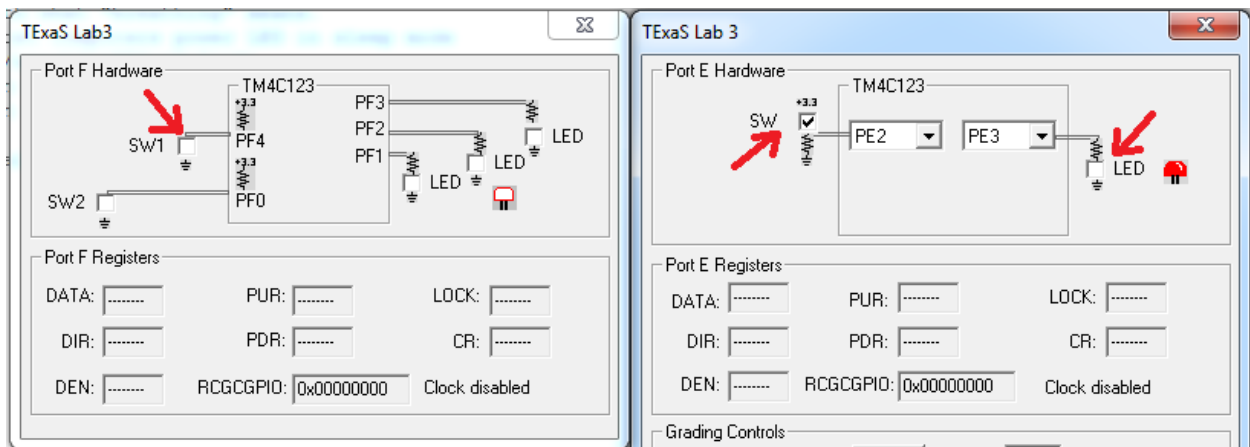 TExaS Lab3
Port F Hardware
TM4C123
+3.3
PF3
SW1
PF4
PF2
LED
+3.3
PF1
LED
LED
SW2
PF0
Port F Registers
DATA: -------- PUR: -------- LOCK: --------
DIR: -------- PDR: -------- CR: --------
DEN: -------- RCGCGPIO: 0x00000000 Clock disabled
TExaS Lab 3
Port E Hardware
TM4C123
+3.3
SW
PE2 PE3
LED
Port E Registers
DATA: -------- PUR: -------- LOCK: --------
DIR: -------- PDR: -------- CR: --------
DEN: -------- RCGCGPIO: 0x00000000 Clock disabled
Grading Controls